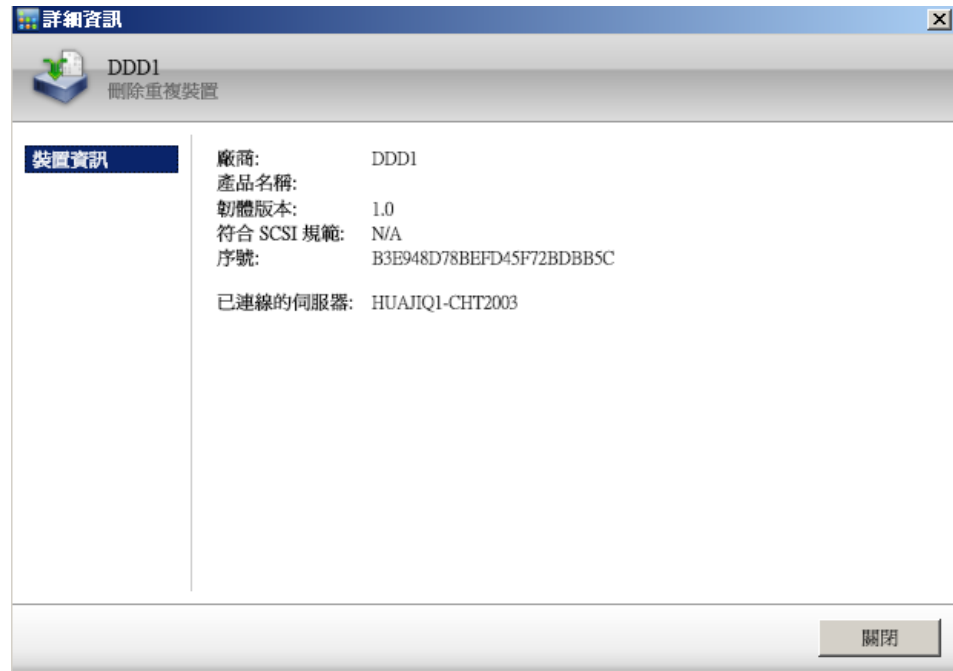 詳細資訊
DDD1
刪除重複裝置
裝置資訊
廠商: DDD1
產品名稱:
韌體版本: 1.0
符合 SCSI 規範: N/A
序號: B3E948D78BEFD45F72BDBB5C
已連線的伺服器: HUAJIQ1-CHT2003
關閉